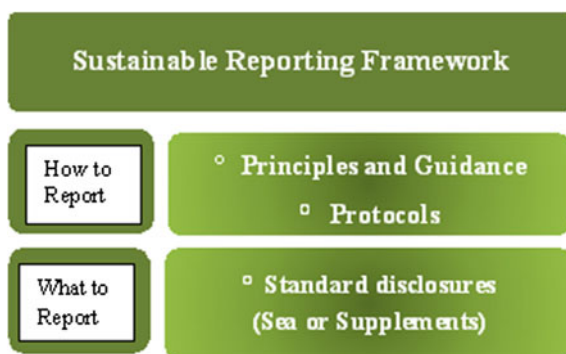 Sustainable Reporting Framework
How to
Report
° Principles and Guidance
▫ Protocols
What to
Report
▫ Standard disclosures
(Sea or Supplements)